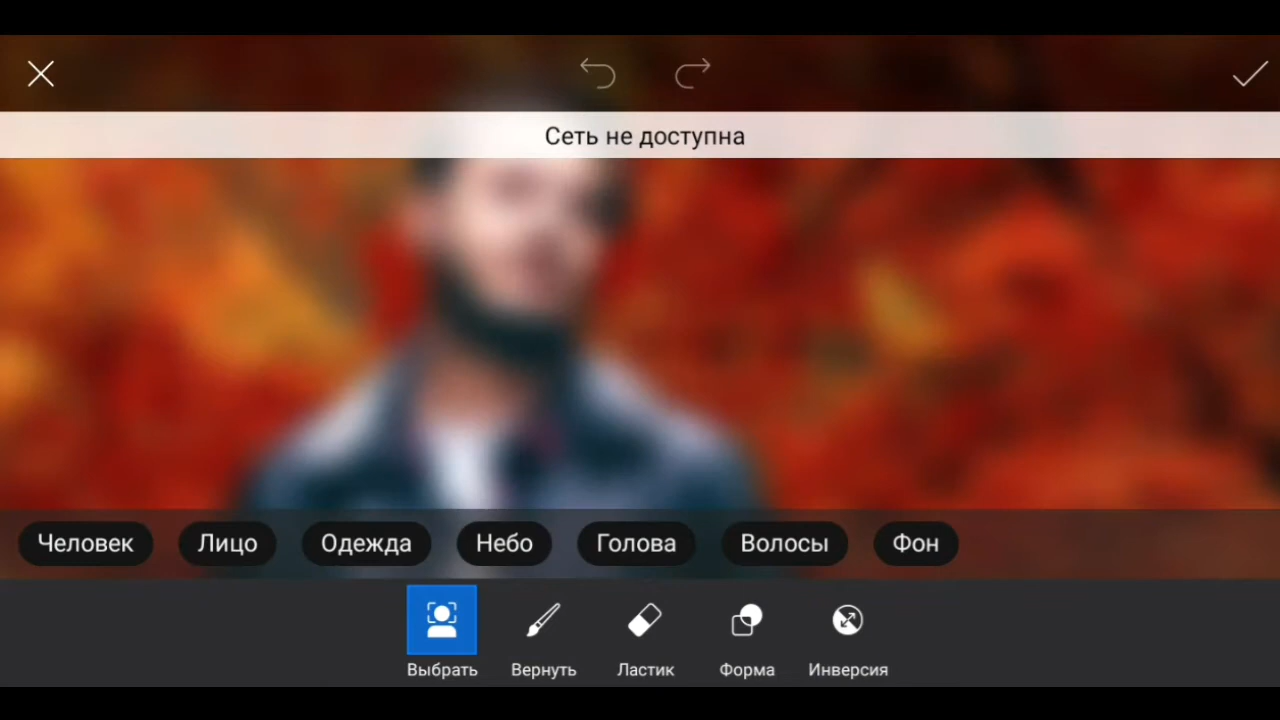 Сеть не доступна
Человек Лицо Одежда Небо Голова Волосы Фон
Выбрать Вернуть Ластик Форма Инверсия